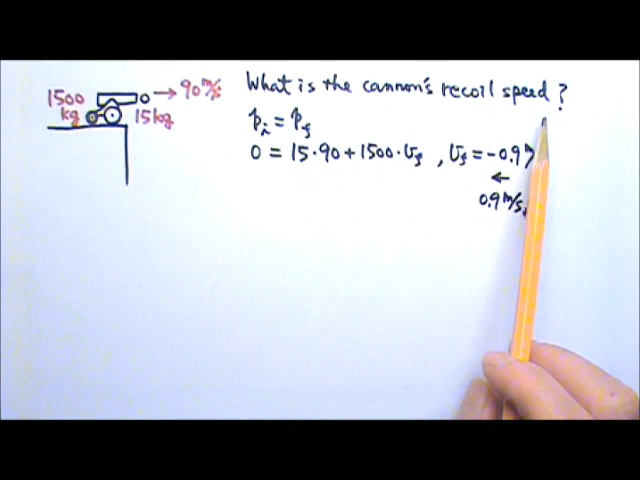 What is the cannon's recoil speed?
1500 kg
15kg
→ 90 m/s
pᵢ = p_f
0 = 15·90 + 1500·v_f , v_f = -0.9
←
0.9 m/s